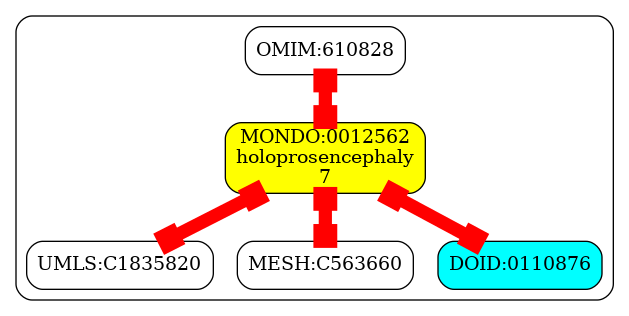 OMIM:610828
MONDO:0012562
holoprosencephaly
7
UMLS:C1835820
MESH:C563660
DOID:0110876